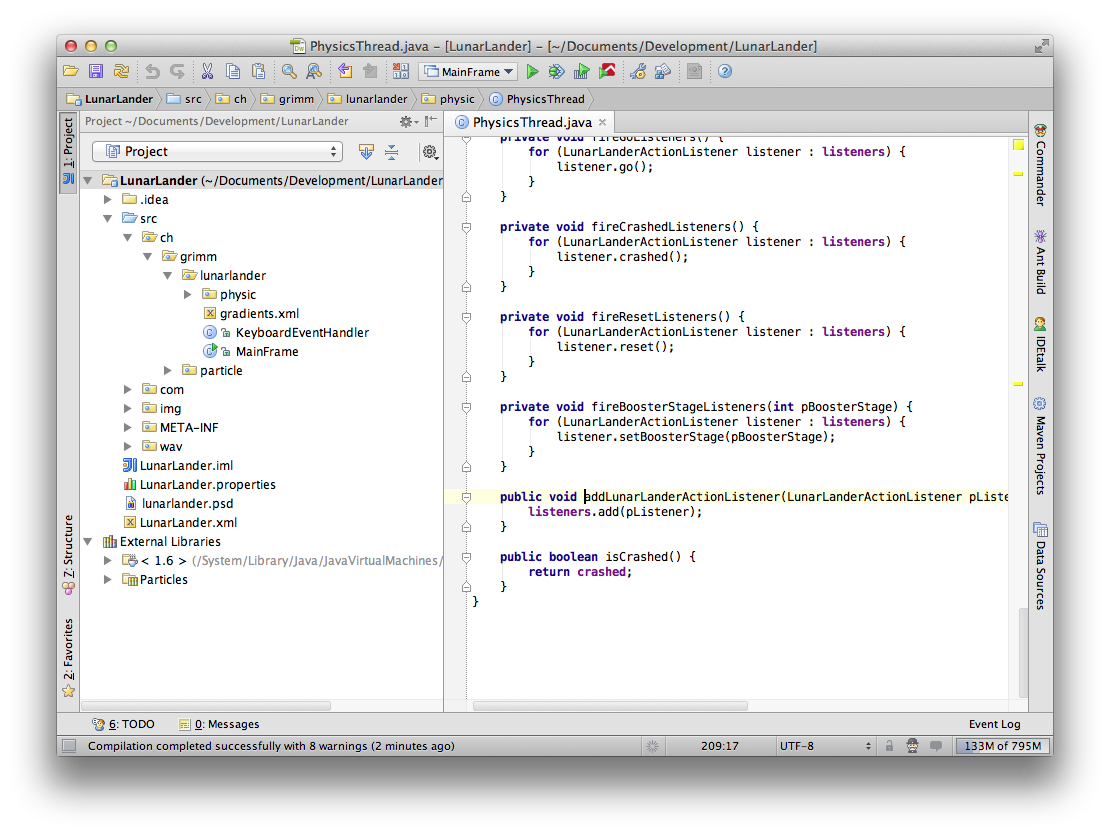 PhysicsThread.java – [LunarLander] – [~/Documents/Development/LunarLander]
MainFrame
LunarLander src ch grimm lunarlander physic PhysicsThread
1: Project
Z: Structure
2: Favorites
Project ~/Documents/Development/LunarLander
Project
LunarLander (~/Documents/Development/LunarLander
.idea
src
ch
grimm
lunarlander
physic
gradients.xml
KeyboardEventHandler
MainFrame
particle
com
img
META-INF
wav
LunarLander.iml
LunarLander.properties
lunarlander.psd
LunarLander.xml
External Libraries
< 1.6 > (/System/Library/Java/JavaVirtualMachines/
Particles
PhysicsThread.java
private void fireGoListeners() {
for (LunarLanderActionListener listener : listeners) {
listener.go();
}
}
private void fireCrashedListeners() {
for (LunarLanderActionListener listener : listeners) {
listener.crashed();
}
}
private void fireResetListeners() {
for (LunarLanderActionListener listener : listeners) {
listener.reset();
}
}
private void fireBoosterStageListeners(int pBoosterStage) {
for (LunarLanderActionListener listener : listeners) {
listener.setBoosterStage(pBoosterStage);
}
}
public void addLunarLanderActionListener(LunarLanderActionListener pListe
listeners.add(pListener);
}
public boolean isCrashed() {
return crashed;
}
}
Commander
Ant Build
IDEtalk
Maven Projects
Data Sources
6: TODO
0: Messages
Event Log
Compilation completed successfully with 8 warnings (2 minutes ago)
209:17
UTF-8
133M of 795M